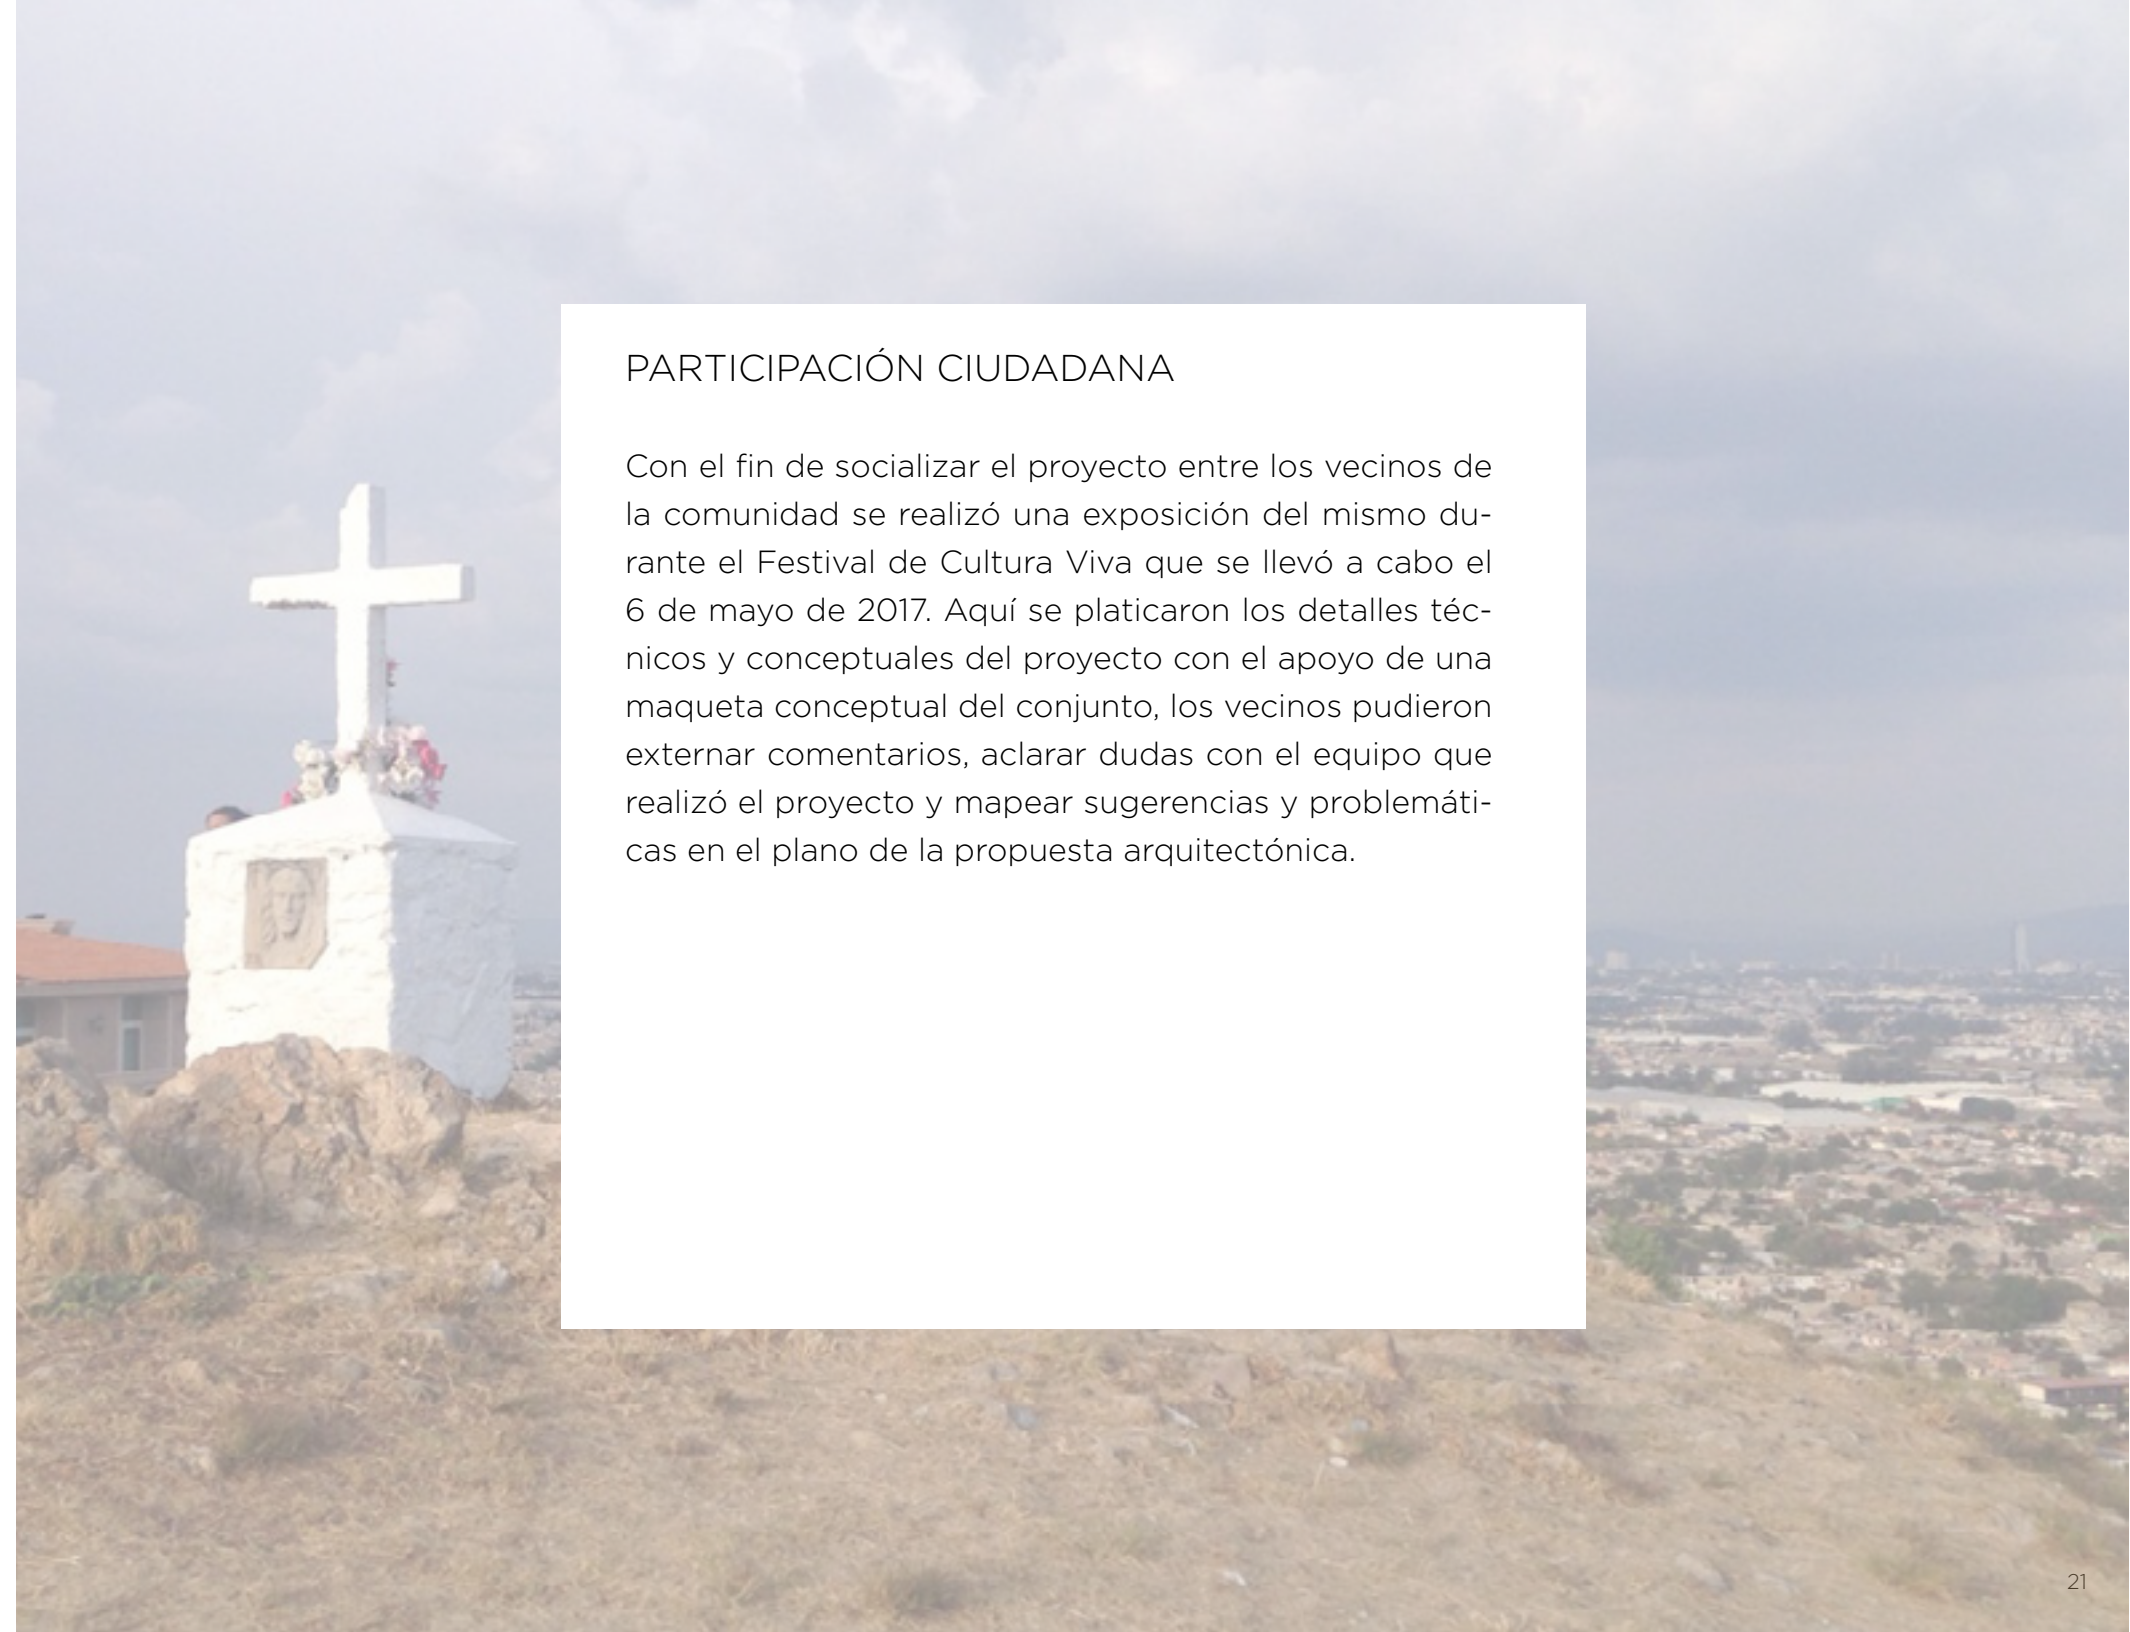 PARTICIPACIÓN CIUDADANA
Con el fin de socializar el proyecto entre los vecinos de
la comunidad se realizó una exposición del mismo du-
rante el Festival de Cultura Viva que se llevó a cabo el
6 de mayo de 2017. Aquí se platicaron los detalles téc-
nicos y conceptuales del proyecto con el apoyo de una
maqueta conceptual del conjunto, los vecinos pudieron
externar comentarios, aclarar dudas con el equipo que
realizó el proyecto y mapear sugerencias y problemáti-
cas en el plano de la propuesta arquitectónica.
21